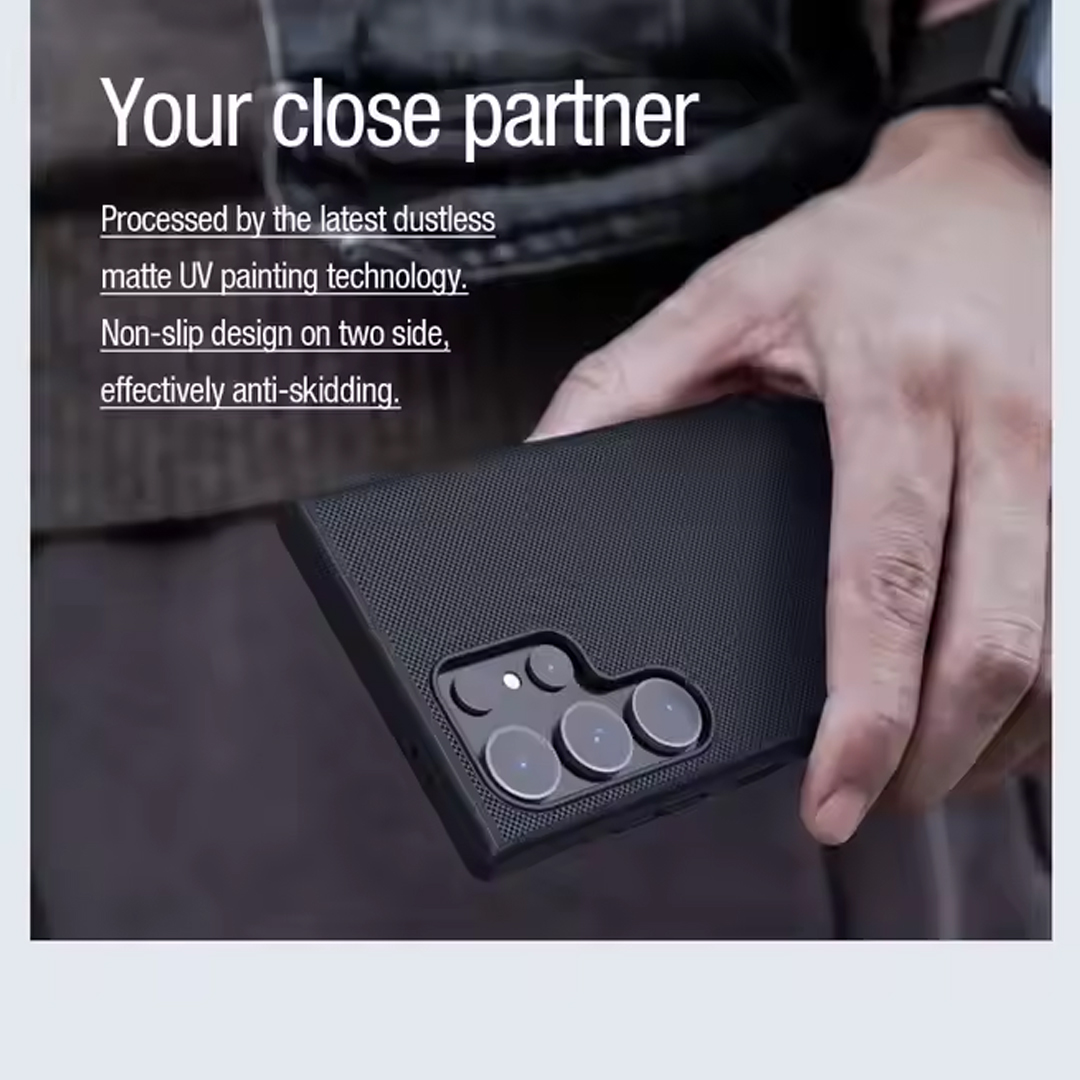 Your close partner
Processed by the latest dustless
matte UV painting technology.
Non-slip design on two side,
effectively anti-skidding.